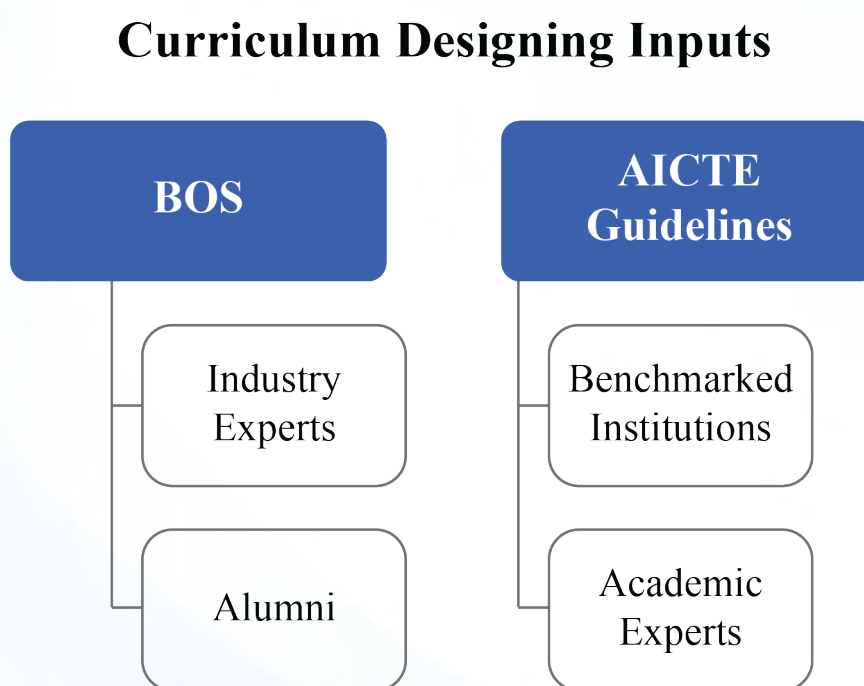 Curriculum Designing Inputs
BOS
Industry
Experts
Alumni
AICTE
Guidelines
Benchmarked
Institutions
Academic
Experts